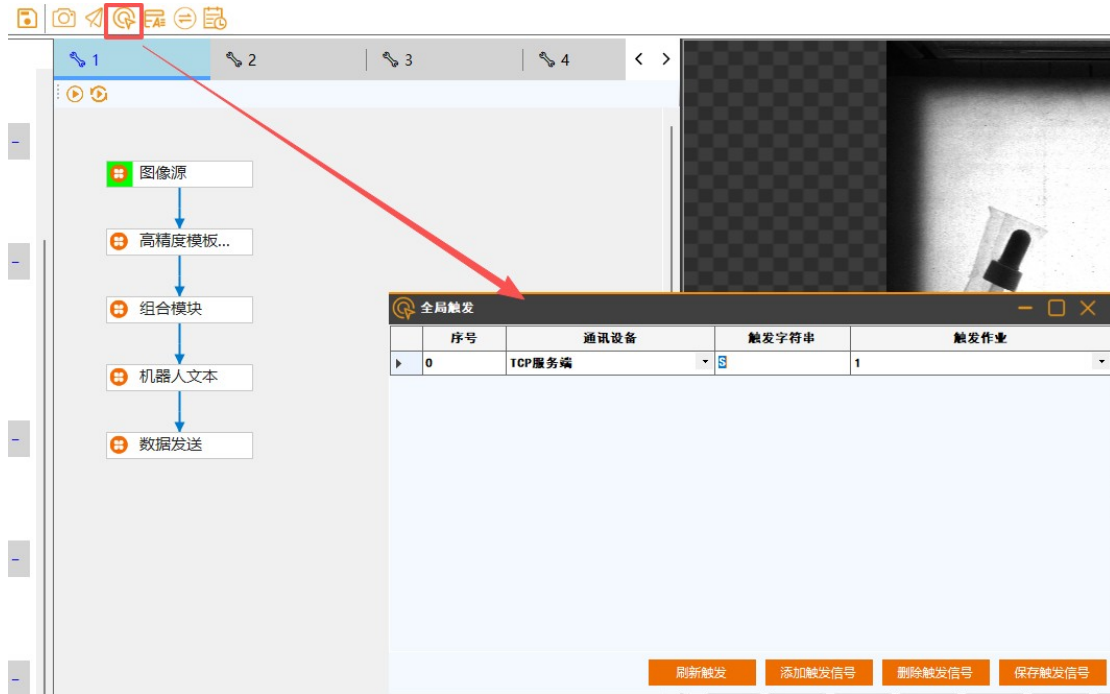 1
2
3
4
图像源
高精度模板...
组合模块
机器人文本
数据发送
全局触发
序号 通讯设备 触发字符串 触发作业
0 TCP服务端 S 1
刷新触发 添加触发信号 删除触发信号 保存触发信号